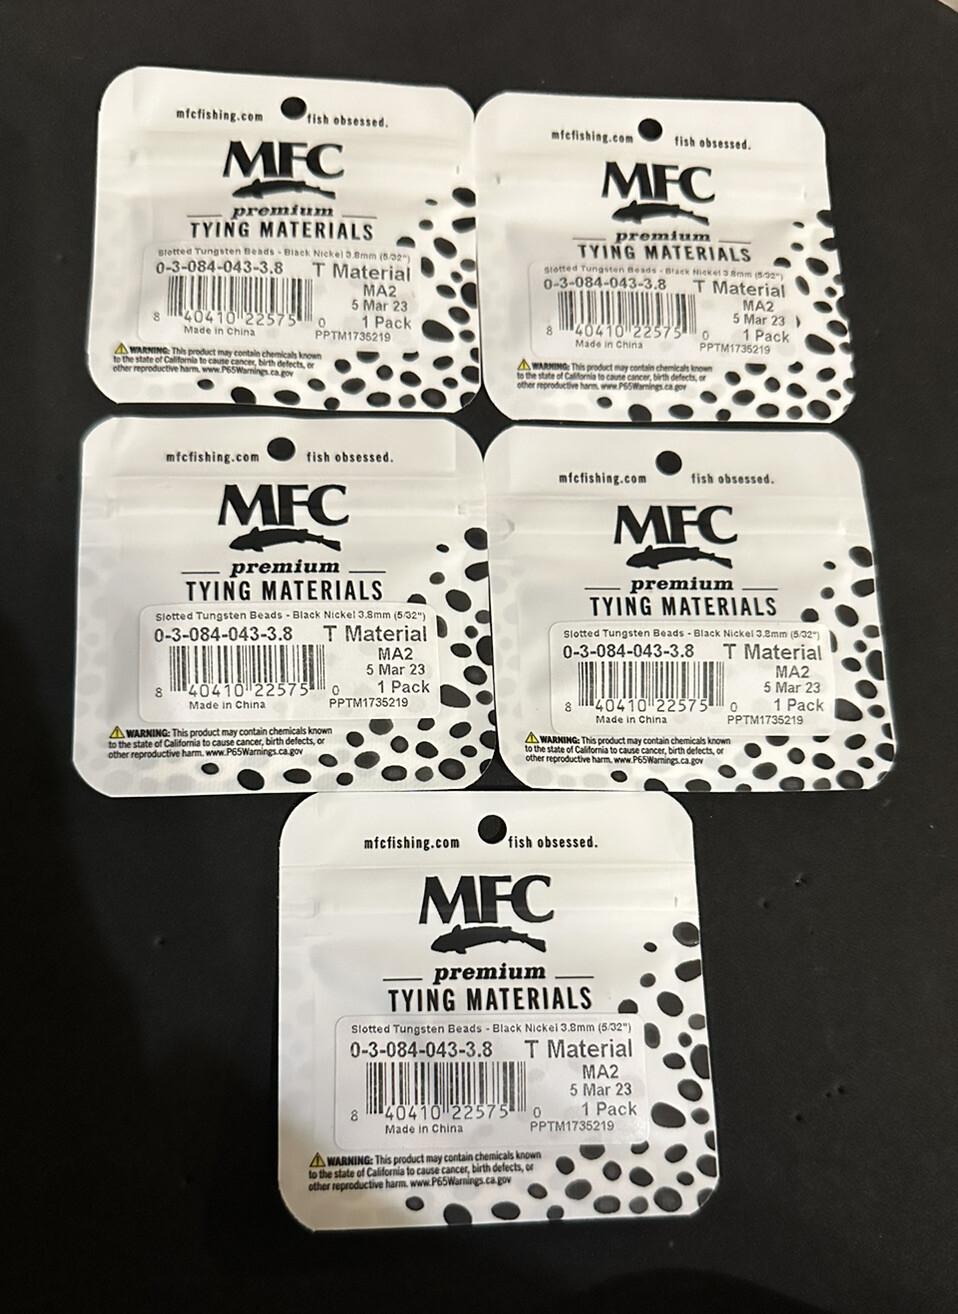 mfcfishing.com fish obsessed.
MFC
premium
TYING MATERIALS
Slotted Tungsten Beads - Black Nickel 3.8mm (5/32")
0-3-084-043-3.8 T Material
MA2
5 Mar 23
8 40410 22575 0 1 Pack
Made in China PPTM1735219
WARNING: This product may contain chemicals known
to the state of California to cause cancer, birth defects, or
other reproductive harm. www.P65Warnings.ca.gov
mfcfishing.com fish obsessed.
MFC
premium
TYING MATERIALS
Slotted Tungsten Beads - Black Nickel 3.8mm (5/32")
0-3-084-043-3.8 T Material
MA2
5 Mar 23
8 40410 22575 0 1 Pack
Made in China PPTM1735219
WARNING: This product may contain chemicals known
to the state of California to cause cancer, birth defects, or
other reproductive harm. www.P65Warnings.ca.gov
mfcfishing.com fish obsessed.
MFC
premium
TYING MATERIALS
Slotted Tungsten Beads - Black Nickel 3.8mm (5/32")
0-3-084-043-3.8 T Material
MA2
5 Mar 23
8 40410 22575 0 1 Pack
Made in China PPTM1735219
WARNING: This product may contain chemicals known
to the state of California to cause cancer, birth defects, or
other reproductive harm. www.P65Warnings.ca.gov
mfcfishing.com fish obsessed.
MFC
premium
TYING MATERIALS
Slotted Tungsten Beads - Black Nickel 3.8mm (5/32")
0-3-084-043-3.8 T Material
MA2
5 Mar 23
8 40410 22575 0 1 Pack
Made in China PPTM1735219
WARNING: This product may contain chemicals known
to the state of California to cause cancer, birth defects, or
other reproductive harm. www.P65Warnings.ca.gov
mfcfishing.com fish obsessed.
MFC
premium
TYING MATERIALS
Slotted Tungsten Beads - Black Nickel 3.8mm (5/32")
0-3-084-043-3.8 T Material
MA2
5 Mar 23
8 40410 22575 0 1 Pack
Made in China PPTM1735219
WARNING: This product may contain chemicals known
to the state of California to cause cancer, birth defects, or
other reproductive harm. www.P65Warnings.ca.gov